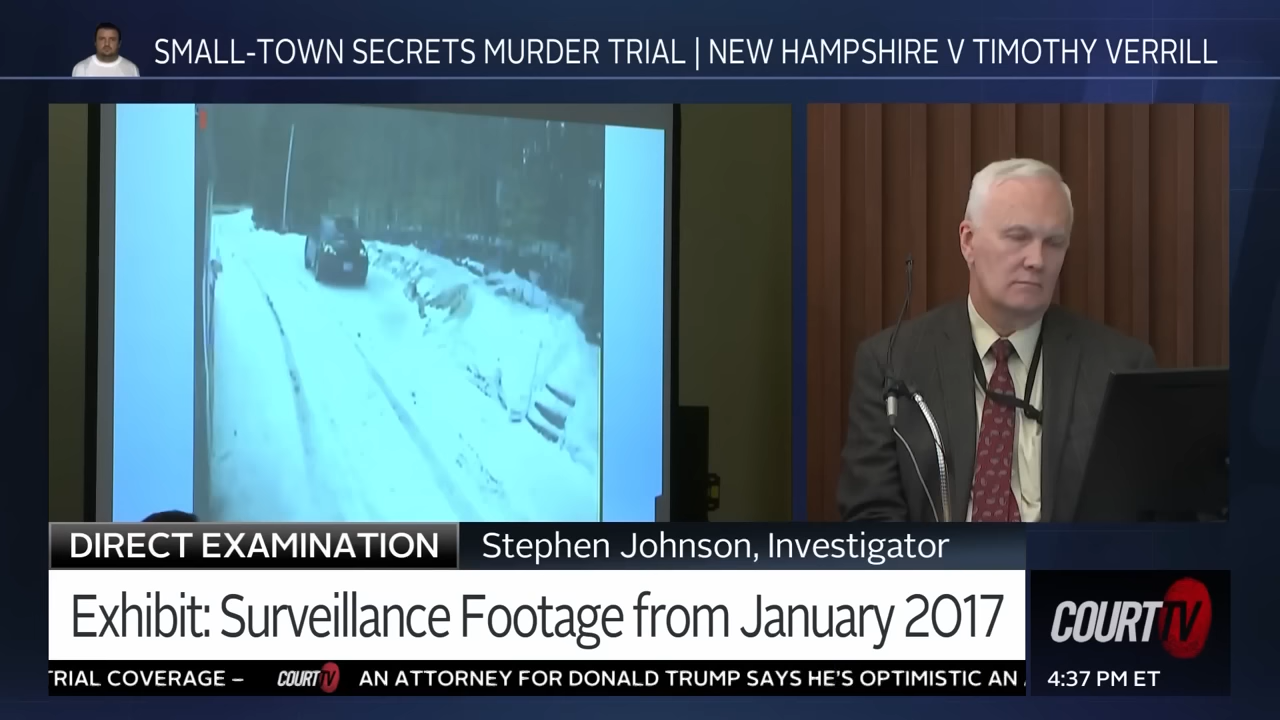 SMALL-TOWN SECRETS MURDER TRIAL | NEW HAMPSHIRE V TIMOTHY VERRILL
DIRECT EXAMINATION
Stephen Johnson, Investigator
Exhibit: Surveillance Footage from January 2017
COURT TV
TRIAL COVERAGE – COURT TV AN ATTORNEY FOR DONALD TRUMP SAYS HE'S OPTIMISTIC AN
4:37 PM ET